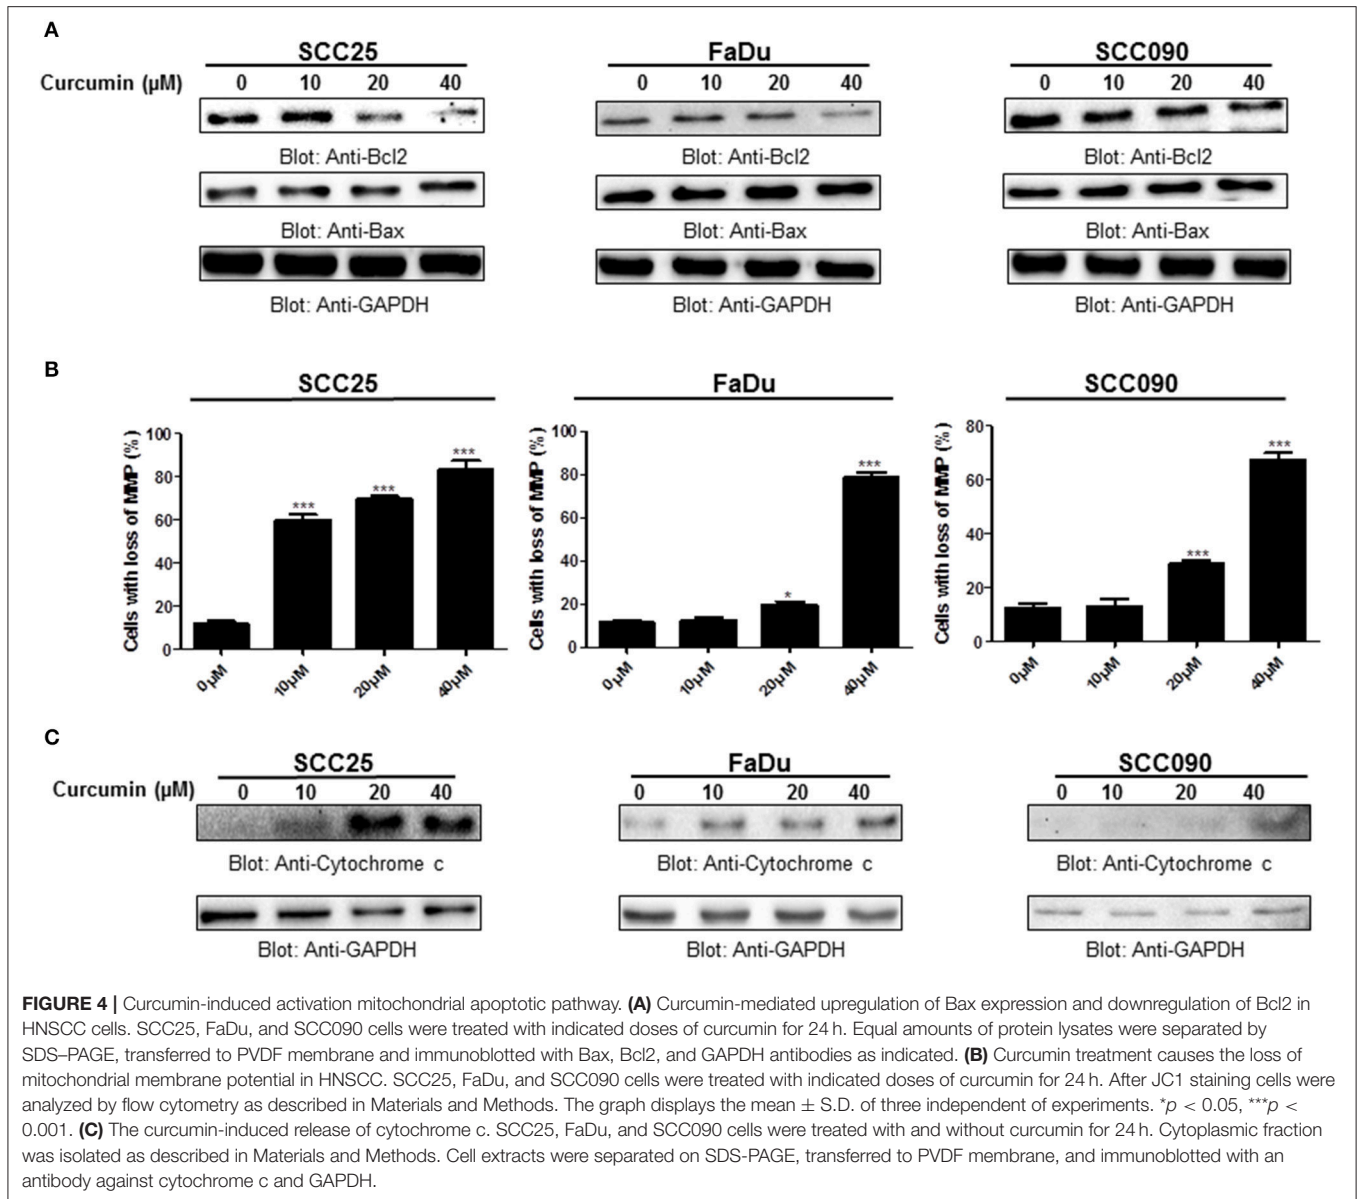 A
SCC25 FaDu SCC090
Curcumin (µM) 0 10 20 40 0 10 20 40 0 10 20 40
Blot: Anti-Bcl2 Blot: Anti-Bcl2 Blot: Anti-Bcl2
Blot: Anti-Bax Blot: Anti-Bax Blot: Anti-Bax
Blot: Anti-GAPDH Blot: Anti-GAPDH Blot: Anti-GAPDH
B
SCC25
Cells with loss of MMP (%)
100
80
60
40
20
0
***
***
***
0µM 10µM 20µM 40µM
FaDu
Cells with loss of MMP (%)
100
80
60
40
20
0
*
***
0µM 10µM 20µM 40µM
SCC090
Cells with loss of MMP (%)
80
60
40
20
0
***
***
0µM 10µM 20µM 40µM
C
SCC25 FaDu SCC090
Curcumin (µM) 0 10 20 40 0 10 20 40 0 10 20 40
Blot: Anti-Cytochrome c Blot: Anti-Cytochrome c Blot: Anti-Cytochrome c
Blot: Anti-GAPDH Blot: Anti-GAPDH Blot: Anti-GAPDH
FIGURE 4 | Curcumin-induced activation mitochondrial apoptotic pathway. (A) Curcumin-mediated upregulation of Bax expression and downregulation of Bcl2 in
HNSCC cells. SCC25, FaDu, and SCC090 cells were treated with indicated doses of curcumin for 24 h. Equal amounts of protein lysates were separated by
SDS–PAGE, transferred to PVDF membrane and immunoblotted with Bax, Bcl2, and GAPDH antibodies as indicated. (B) Curcumin treatment causes the loss of
mitochondrial membrane potential in HNSCC. SCC25, FaDu, and SCC090 cells were treated with indicated doses of curcumin for 24 h. After JC1 staining cells were
analyzed by flow cytometry as described in Materials and Methods. The graph displays the mean ± S.D. of three independent of experiments. *p < 0.05, ***p <
0.001. (C) The curcumin-induced release of cytochrome c. SCC25, FaDu, and SCC090 cells were treated with and without curcumin for 24 h. Cytoplasmic fraction
was isolated as described in Materials and Methods. Cell extracts were separated on SDS-PAGE, transferred to PVDF membrane, and immunoblotted with an
antibody against cytochrome c and GAPDH.